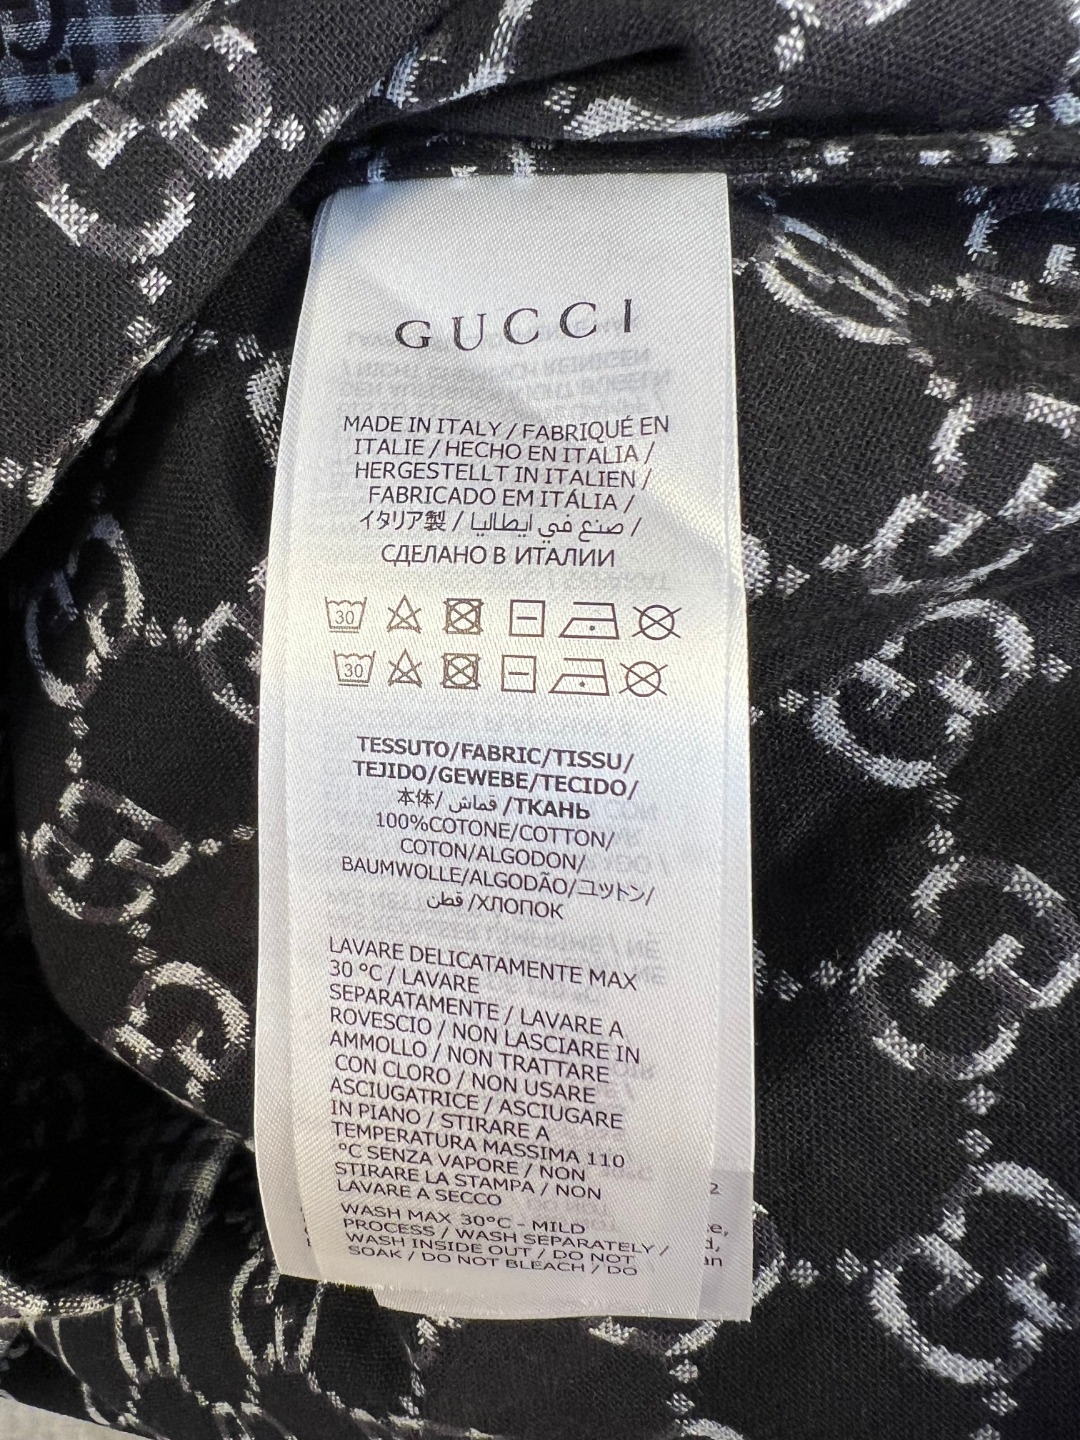 GUCCI
MADE IN ITALY / FABRIQUÉ EN
ITALIE / HECHO EN ITALIA /
HERGESTELLT IN ITALIEN /
FABRICADO EM ITÁLIA /
イタリア製 / صنع في ايطاليا /
СДЕЛАНО В ИТАЛИИ
30
30
TESSUTO/FABRIC/TISSU/
TEJIDO/GEWEBE/TECIDO/
本体/ قماش /ТКАНЬ
100%COTONE/COTTON/
COTON/ALGODON/
BAUMWOLLE/ALGODÃO/コットン/
قطن /ХЛОПОК
LAVARE DELICATAMENTE MAX
30 °C / LAVARE
SEPARATAMENTE / LAVARE A
ROVESCIO / NON LASCIARE IN
AMMOLLO / NON TRATTARE
CON CLORO / NON USARE
ASCIUGATRICE / ASCIUGARE
IN PIANO / STIRARE A
TEMPERATURA MASSIMA 110
°C SENZA VAPORE / NON
STIRARE LA STAMPA / NON
LAVARE A SECCO
WASH MAX 30°C - MILD
PROCESS / WASH SEPARATELY /
WASH INSIDE OUT / DO NOT
SOAK / DO NOT BLEACH / DO